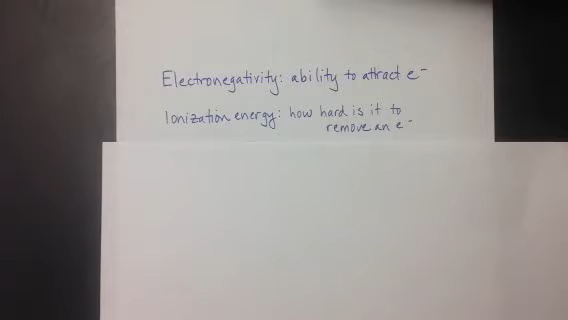 Electronegativity: ability to attract e⁻
Ionization energy: how hard is it to
remove an e⁻